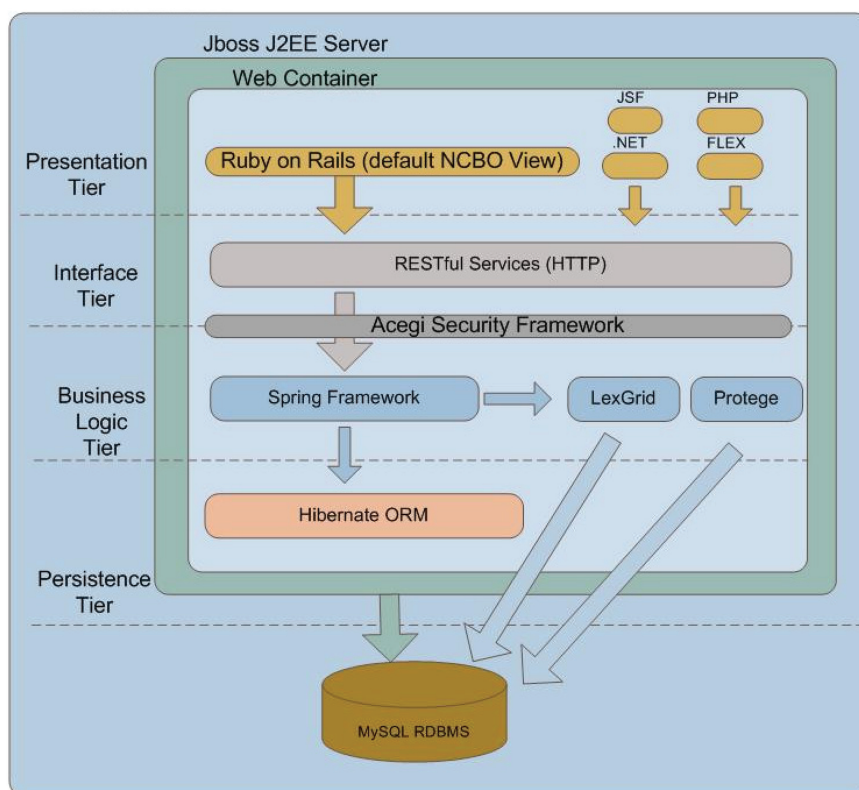 Jboss J2EE Server
Web Container
JSF
PHP
.NET
FLEX
Presentation
Tier
Ruby on Rails (default NCBO View)
Interface
Tier
RESTful Services (HTTP)
Acegi Security Framework
Business
Logic
Tier
Spring Framework
LexGrid
Protege
Hibernate ORM
Persistence
Tier
MySQL RDBMS